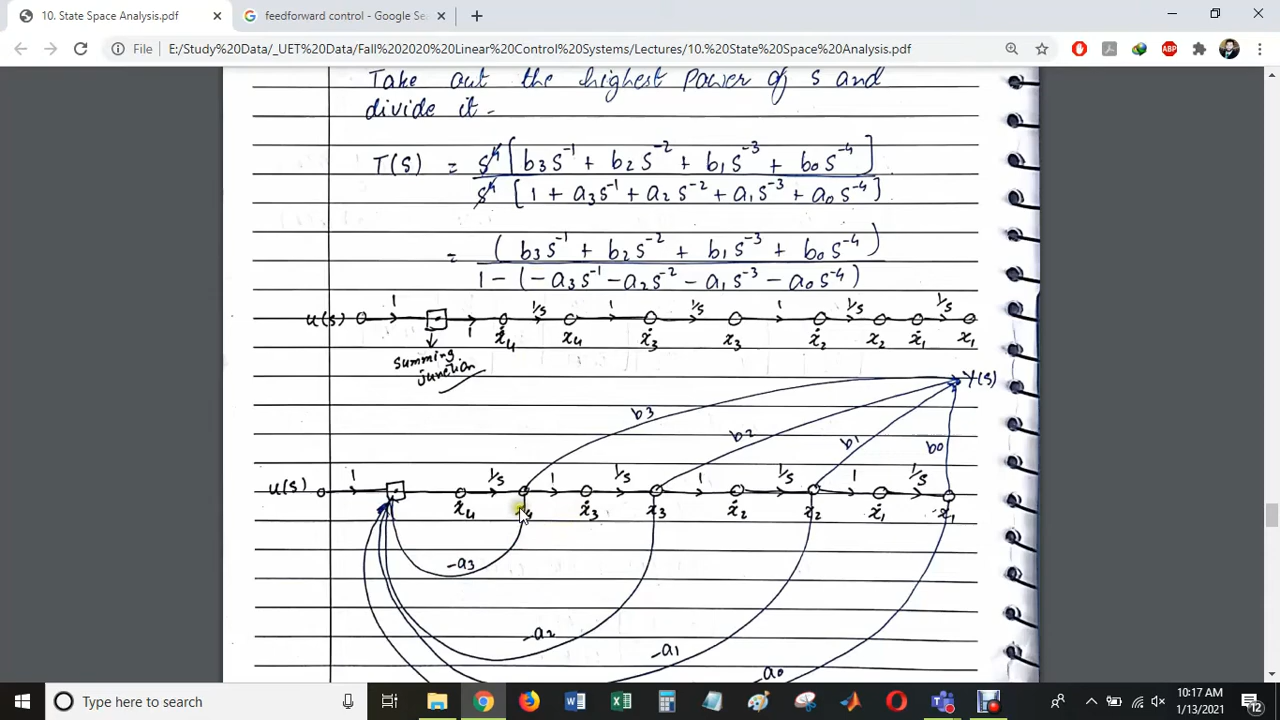 10. State Space Analysis.pdf
feedforward control - Google Se
File E:/Study%20Data/_UET%20Data/Fall%202020%20Linear%20Control%20Systems/Lectures/10.%20State%20Space%20Analysis.pdf
Take out the highest power of s and
divide it -
T(s) = s⁴[b3s⁻¹ + b2s⁻² + b1s⁻³ + b0s⁻⁴]
s⁴[1 + a3s⁻¹ + a2s⁻² + a1s⁻³ + a0s⁻⁴]
= (b3s⁻¹ + b2s⁻² + b1s⁻³ + b0s⁻⁴)
1 - (-a3s⁻¹ - a2s⁻² - a1s⁻³ - a0s⁻⁴)
1 1/s 1 1/s 1 1/s 1/s
u(s) 1 ẋ4 x4 ẋ3 x3 ẋ2 x2 ẋ1 x1
summing
junction
Y(s)
b3 b2 b1 b0
u(s) 1 1/s 1 1/s 1 1/s 1 1/s
ẋ4 x4 ẋ3 x3 ẋ2 x2 ẋ1 x1
-a3
-a2
-a1
-a0
Type here to search
10:17 AM
1/13/2021
12